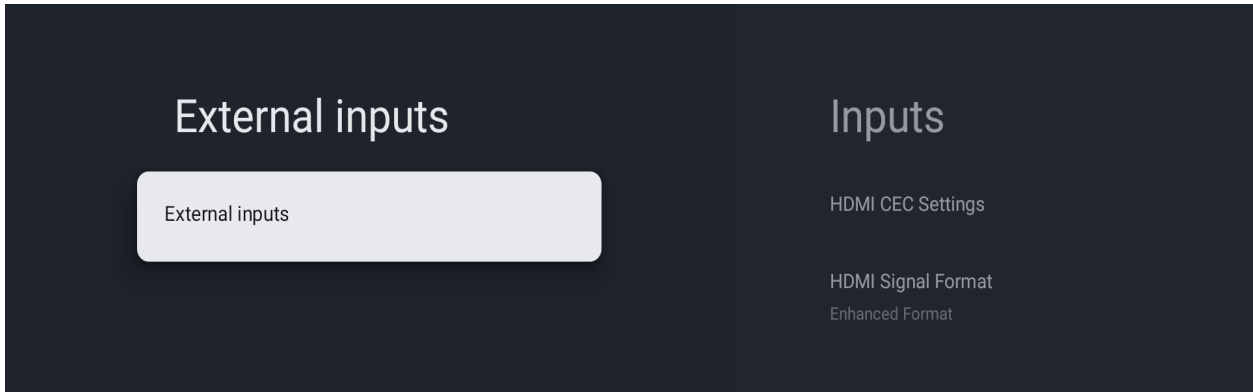 External inputs
External inputs
Inputs
HDMI CEC Settings
HDMI Signal Format
Enhanced Format